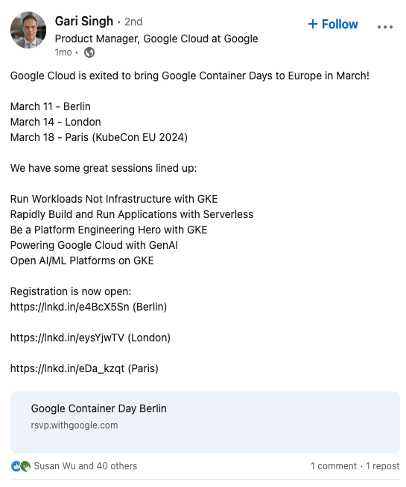 Gari Singh • 2nd
+ Follow
Product Manager, Google Cloud at Google
1mo •
Google Cloud is exited to bring Google Container Days to Europe in March!
March 11 - Berlin
March 14 - London
March 18 - Paris (KubeCon EU 2024)
We have some great sessions lined up:
Run Workloads Not Infrastructure with GKE
Rapidly Build and Run Applications with Serverless
Be a Platform Engineering Hero with GKE
Powering Google Cloud with GenAI
Open AI/ML Platforms on GKE
Registration is now open:
https://lnkd.in/e4BcX5Sn (Berlin)
https://lnkd.in/eysYjwTV (London)
https://lnkd.in/eDa_kzqt (Paris)
Google Container Day Berlin
rsvp.withgoogle.com
Susan Wu and 40 others
1 comment • 1 repost